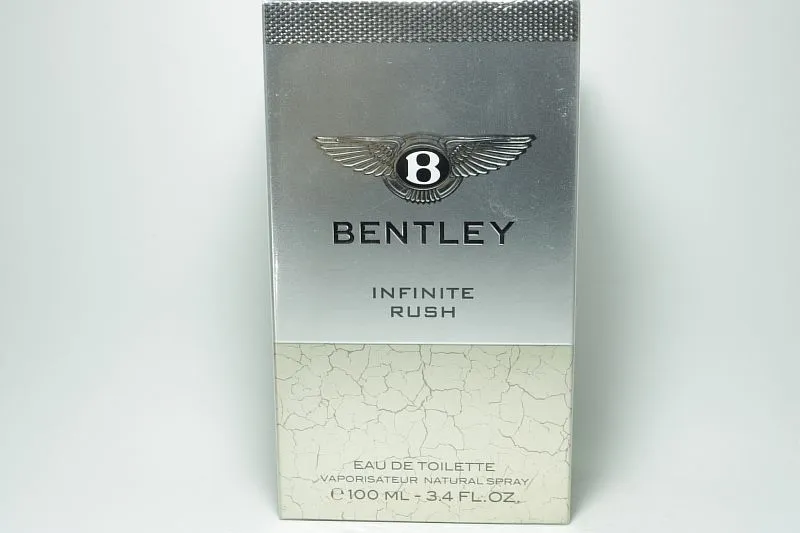 B
BENTLEY
INFINITE
RUSH
EAU DE TOILETTE
VAPORISATEUR NATURAL SPRAY
℮ 100 ML - 3.4 FL.OZ.